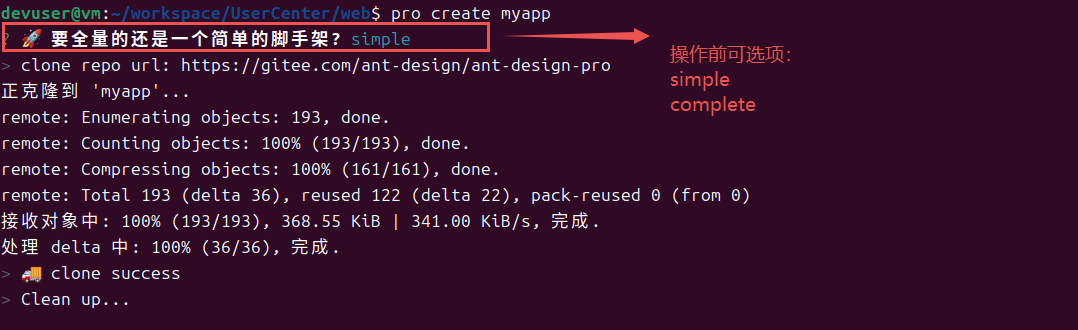 devuser@vm:~/workspace/UserCenter/web$ pro create myapp
? 🚀 要全量的还是一个简单的脚手架? simple
> clone repo url: https://gitee.com/ant-design/ant-design-pro
正克隆到 'myapp'...
remote: Enumerating objects: 193, done.
remote: Counting objects: 100% (193/193), done.
remote: Compressing objects: 100% (161/161), done.
remote: Total 193 (delta 36), reused 122 (delta 22), pack-reused 0 (from 0)
接收对象中: 100% (193/193), 368.55 KiB | 341.00 KiB/s, 完成.
处理 delta 中: 100% (36/36), 完成.
> 🚚 clone success
> Clean up...
操作前可选项:
simple
complete